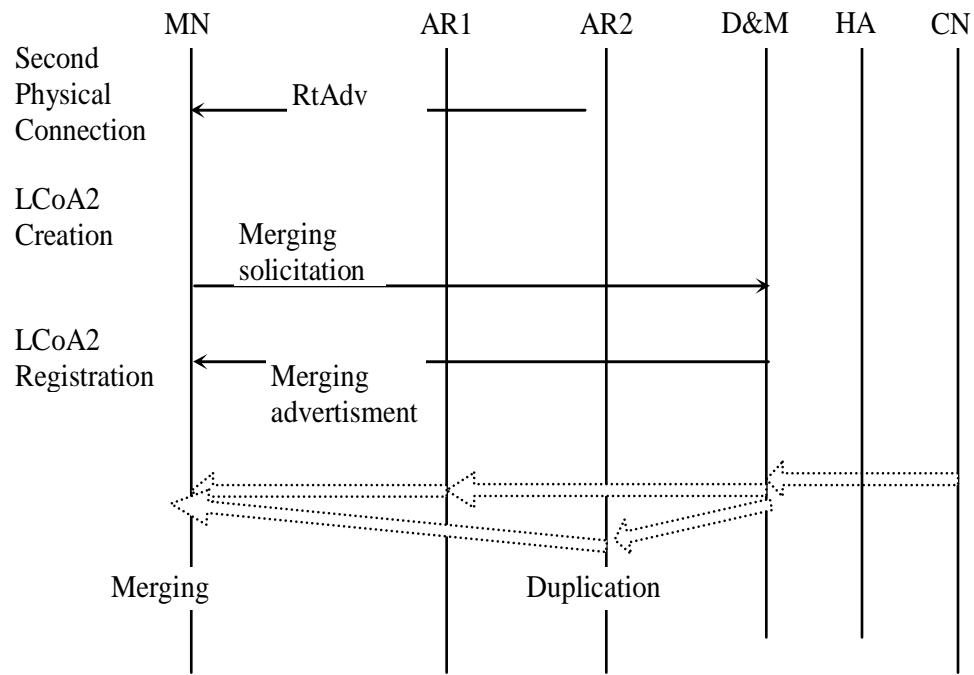 MN AR1 AR2 D&M HA CN
Second
Physical
Connection
RtAdv
LCoA2
Creation
Merging
solicitation
LCoA2
Registration
Merging
advertisment
Merging Duplication